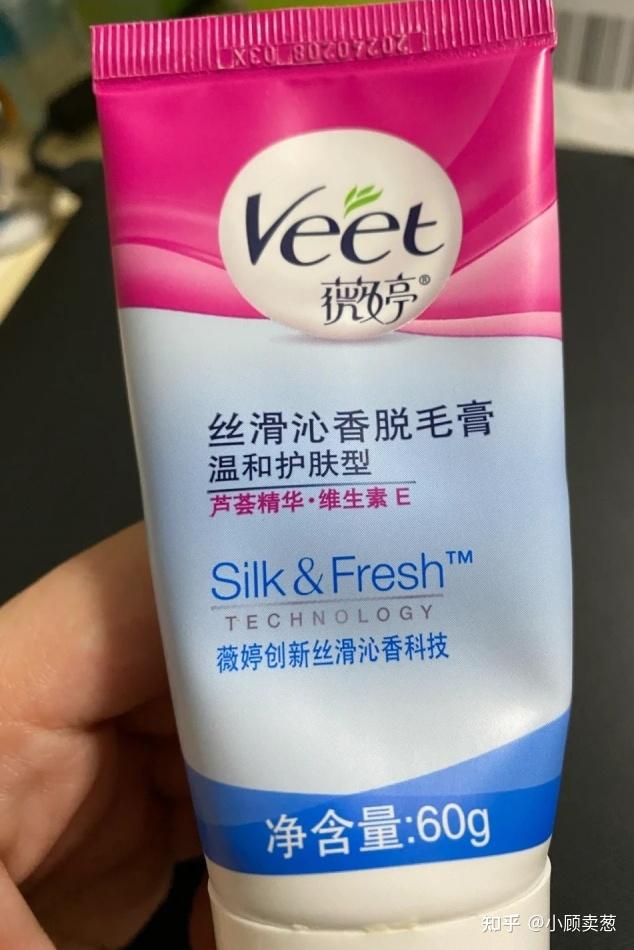 20240208 03X
Veet
薇婷®
丝滑沁香脱毛膏
温和护肤型
芦荟精华·维生素 E
Silk & Fresh™
TECHNOLOGY
薇婷创新丝滑沁香科技
净含量:60g
知乎 @小顾卖葱